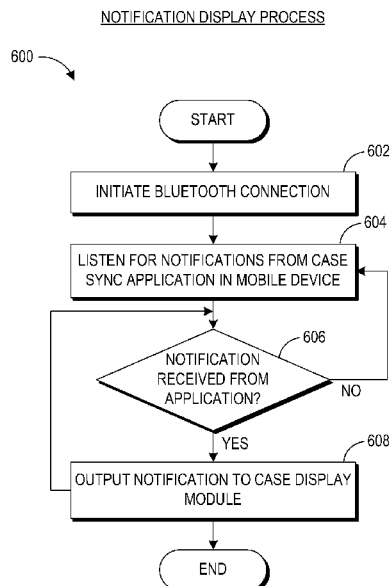 NOTIFICATION DISPLAY PROCESS
600
START
602
INITIATE BLUETOOTH CONNECTION
604
LISTEN FOR NOTIFICATIONS FROM CASE
SYNC APPLICATION IN MOBILE DEVICE
606
NOTIFICATION
RECEIVED FROM
APPLICATION?
NO
YES
608
OUTPUT NOTIFICATION TO CASE DISPLAY
MODULE
END